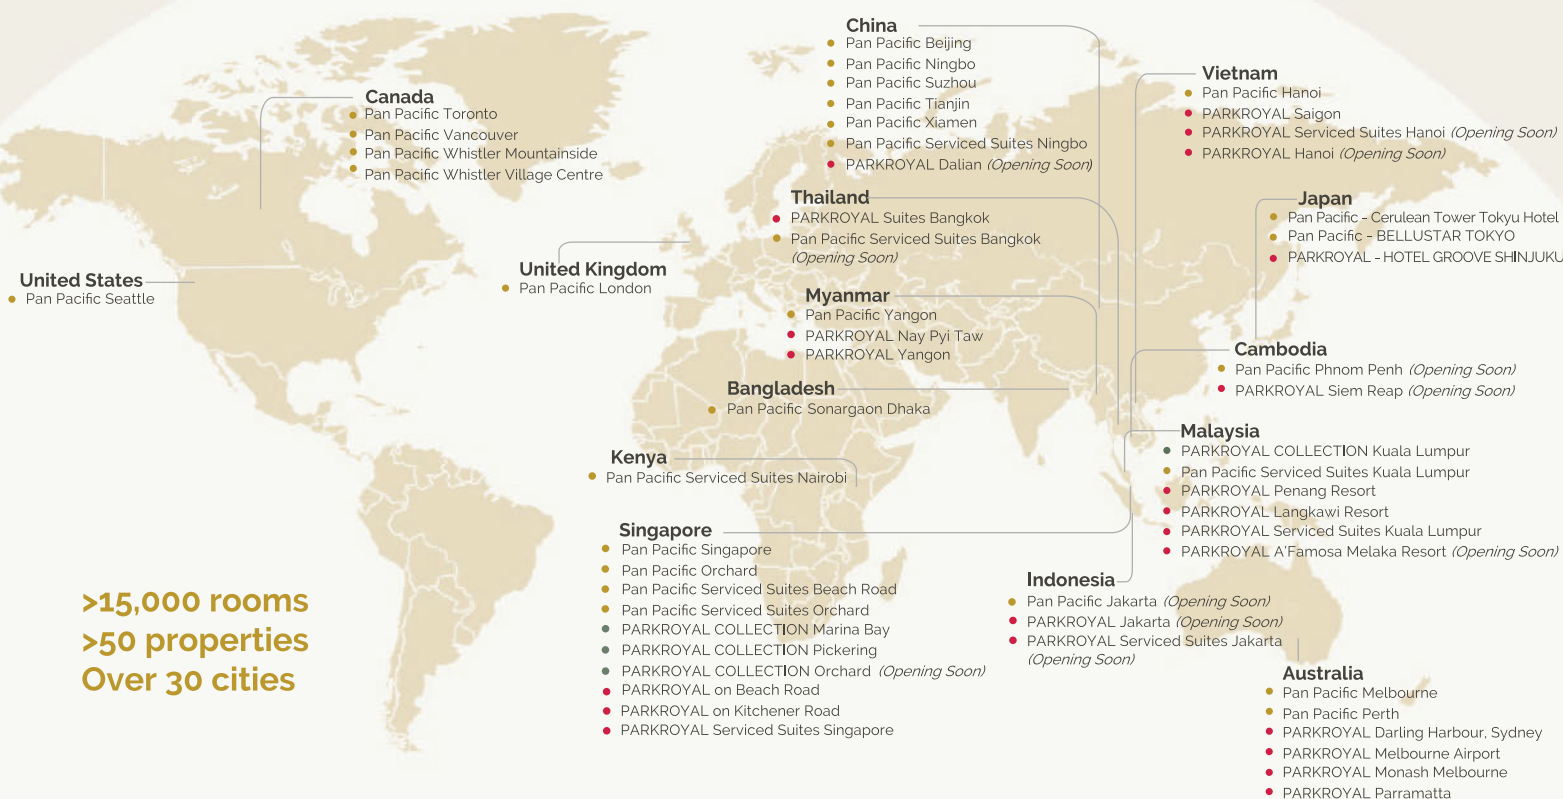 Canada
Pan Pacific Toronto
Pan Pacific Vancouver
Pan Pacific Whistler Mountainside
Pan Pacific Whistler Village Centre
United States
Pan Pacific Seattle
United Kingdom
Pan Pacific London
China
Pan Pacific Beijing
Pan Pacific Ningbo
Pan Pacific Suzhou
Pan Pacific Tianjin
Pan Pacific Xiamen
Pan Pacific Serviced Suites Ningbo
PARKROYAL Dalian (Opening Soon)
Thailand
PARKROYAL Suites Bangkok
Pan Pacific Serviced Suites Bangkok
(Opening Soon)
Myanmar
Pan Pacific Yangon
PARKROYAL Nay Pyi Taw
PARKROYAL Yangon
Bangladesh
Pan Pacific Sonargaon Dhaka
Kenya
Pan Pacific Serviced Suites Nairobi
Singapore
Pan Pacific Singapore
Pan Pacific Orchard
Pan Pacific Serviced Suites Beach Road
Pan Pacific Serviced Suites Orchard
PARKROYAL COLLECTION Marina Bay
PARKROYAL COLLECTION Pickering
PARKROYAL COLLECTION Orchard (Opening Soon)
PARKROYAL on Beach Road
PARKROYAL on Kitchener Road
PARKROYAL Serviced Suites Singapore
Vietnam
Pan Pacific Hanoi
PARKROYAL Saigon
PARKROYAL Serviced Suites Hanoi (Opening Soon)
PARKROYAL Hanoi (Opening Soon)
Japan
Pan Pacific - Cerulean Tower Tokyu Hotel
Pan Pacific - BELLUSTAR TOKYO
PARKROYAL - HOTEL GROOVE SHINJUKU
Cambodia
Pan Pacific Phnom Penh (Opening Soon)
PARKROYAL Siem Reap (Opening Soon)
Malaysia
PARKROYAL COLLECTION Kuala Lumpur
Pan Pacific Serviced Suites Kuala Lumpur
PARKROYAL Penang Resort
PARKROYAL Langkawi Resort
PARKROYAL Serviced Suites Kuala Lumpur
PARKROYAL A'Famosa Melaka Resort (Opening Soon)
Indonesia
Pan Pacific Jakarta (Opening Soon)
PARKROYAL Jakarta (Opening Soon)
PARKROYAL Serviced Suites Jakarta
(Opening Soon)
Australia
Pan Pacific Melbourne
Pan Pacific Perth
PARKROYAL Darling Harbour, Sydney
PARKROYAL Melbourne Airport
PARKROYAL Monash Melbourne
PARKROYAL Parramatta
>15,000 rooms
>50 properties
Over 30 cities